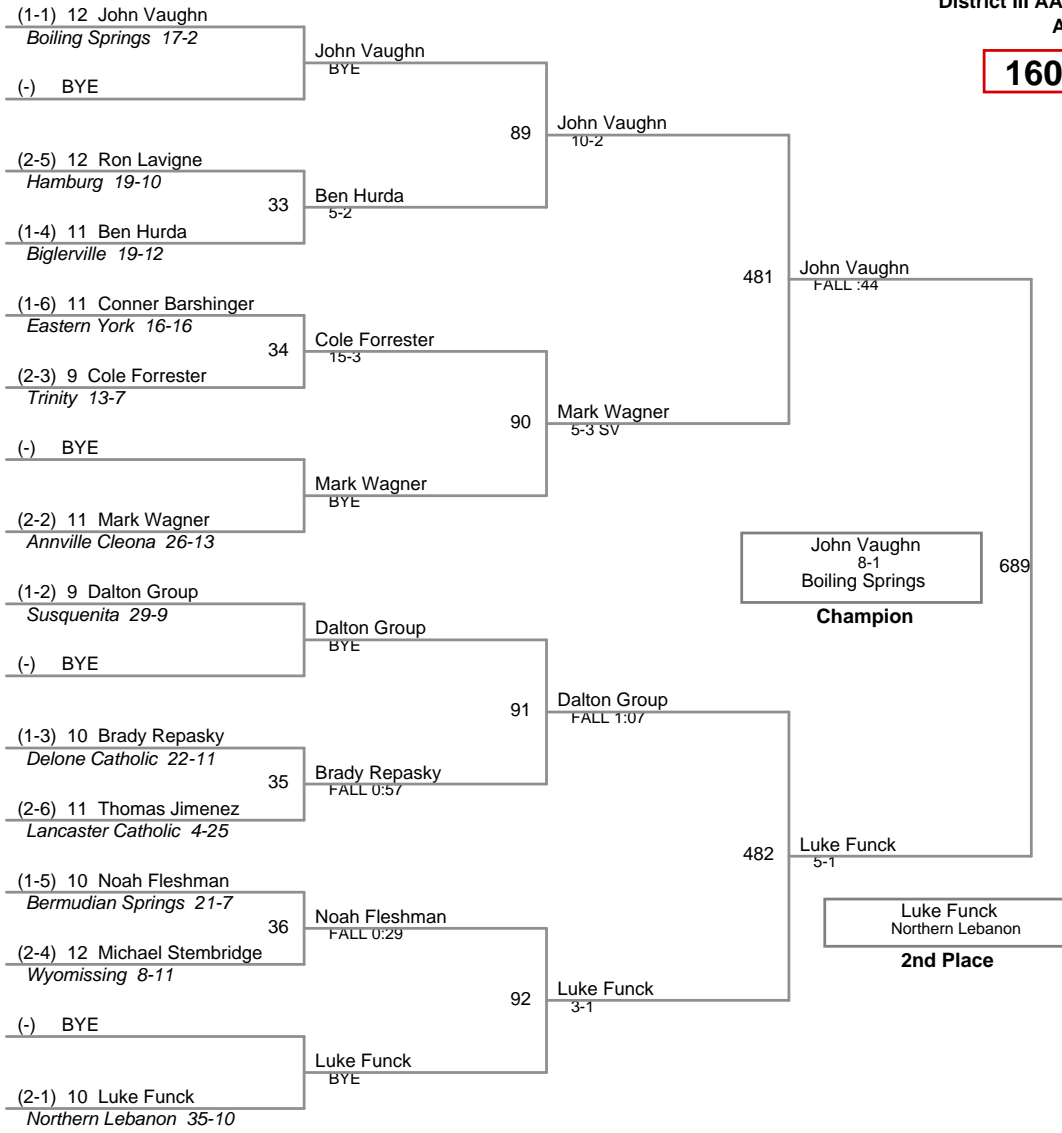 District III AA
A
160
(1-1) 12 John Vaughn
Boiling Springs 17-2
(-) BYE
(2-5) 12 Ron Lavigne
Hamburg 19-10
(1-4) 11 Ben Hurda
Biglerville 19-12
(1-6) 11 Conner Barshinger
Eastern York 16-16
(2-3) 9 Cole Forrester
Trinity 13-7
(-) BYE
(2-2) 11 Mark Wagner
Annville Cleona 26-13
(1-2) 9 Dalton Group
Susquenita 29-9
(-) BYE
(1-3) 10 Brady Repasky
Delone Catholic 22-11
(2-6) 11 Thomas Jimenez
Lancaster Catholic 4-25
(1-5) 10 Noah Fleshman
Bermudian Springs 21-7
(2-4) 12 Michael Stembridge
Wyomissing 8-11
(-) BYE
(2-1) 10 Luke Funck
Northern Lebanon 35-10
John Vaughn
BYE
33
Ben Hurda
5-2
34
Cole Forrester
15-3
Mark Wagner
BYE
Dalton Group
BYE
35
Brady Repasky
FALL 0:57
36
Noah Fleshman
FALL 0:29
Luke Funck
BYE
89
John Vaughn
10-2
90
Mark Wagner
5-3 SV
91
Dalton Group
FALL 1:07
92
Luke Funck
3-1
481
John Vaughn
FALL :44
482
Luke Funck
5-1
John Vaughn
8-1
Boiling Springs
689
Champion
Luke Funck
Northern Lebanon
2nd Place